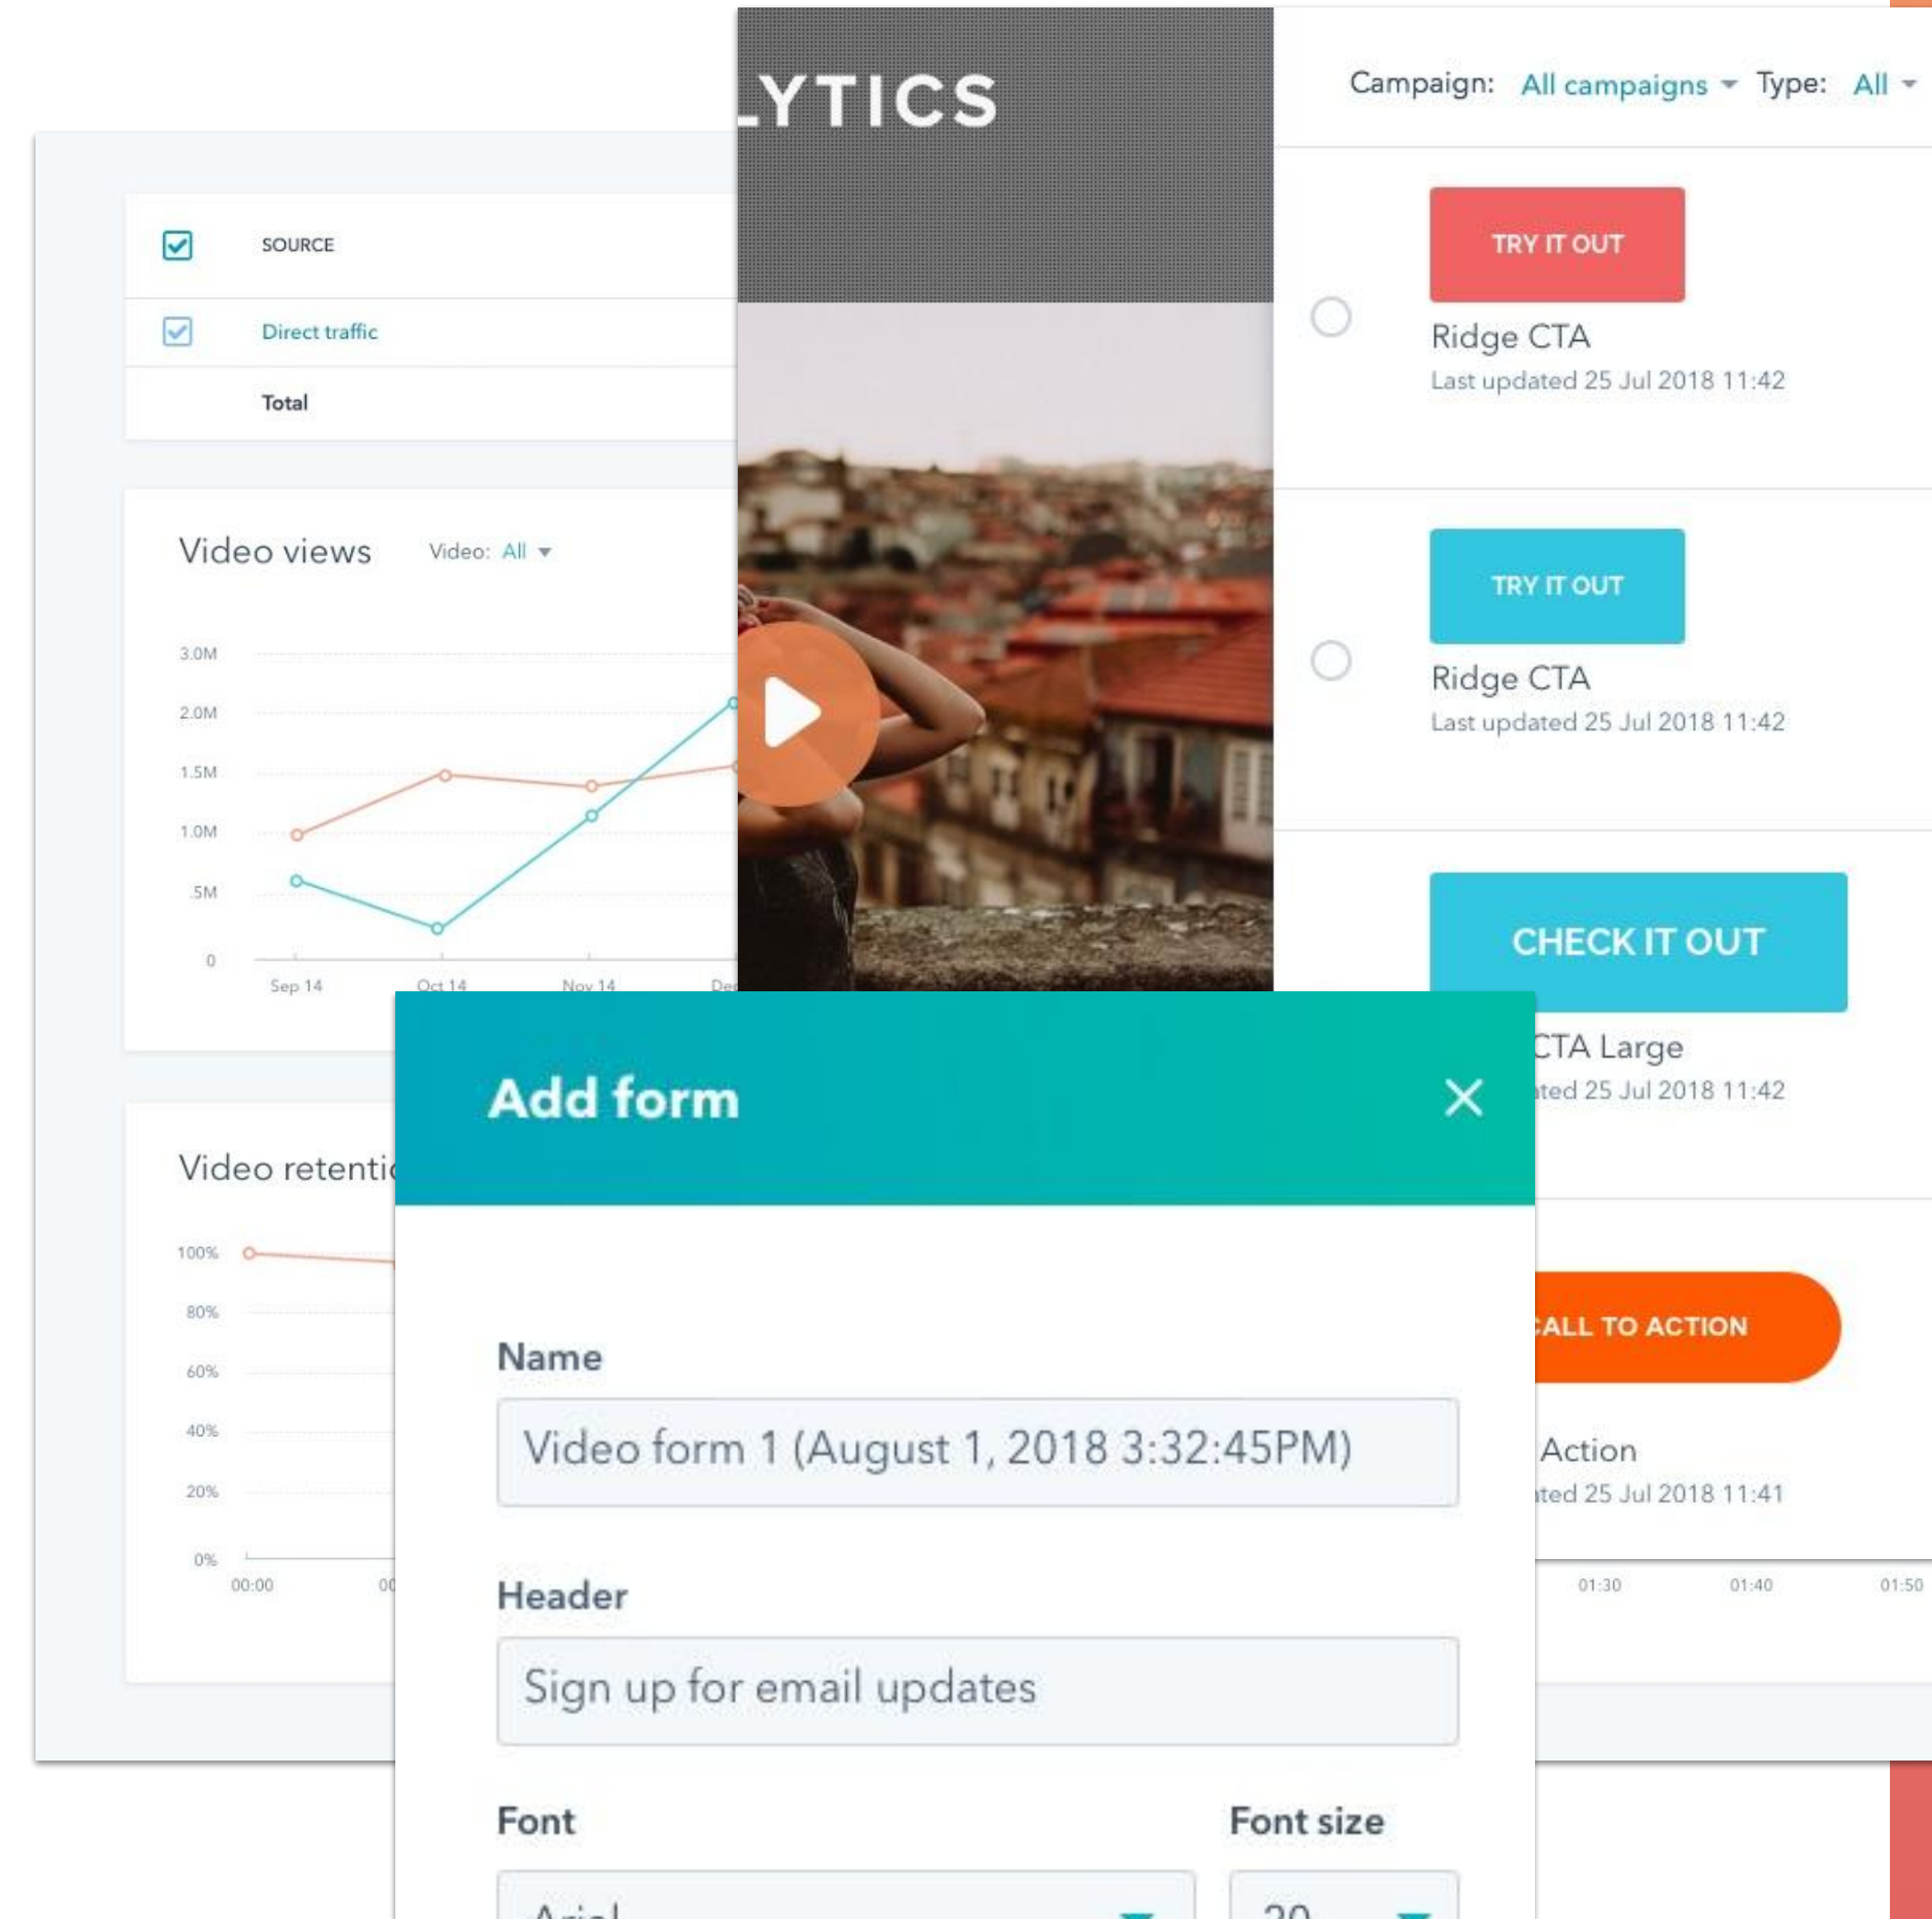 LYTICS
Campaign: All campaigns Type: All
SOURCE
Direct traffic
Total
Video views Video: All
3.0M
2.0M
1.5M
1.0M
.5M
0
Sep 14 Oct 14 Nov 14
Video
100%
80%
60%
40%
20%
0%
00:00
TRY IT OUT
Ridge CTA
Last updated 25 Jul 2018 11:42
TRY IT OUT
Ridge CTA
Last updated 25 Jul 2018 11:42
CHECK IT OUT
CTA Large
25 Jul 2018 11:42
CALL TO ACTION
Action
25 Jul 2018 11:41
01:30 01:40 01:50
Add form
Name
Video form 1 (August 1, 2018 3:32:45PM)
Header
Sign up for email updates
Font Font size